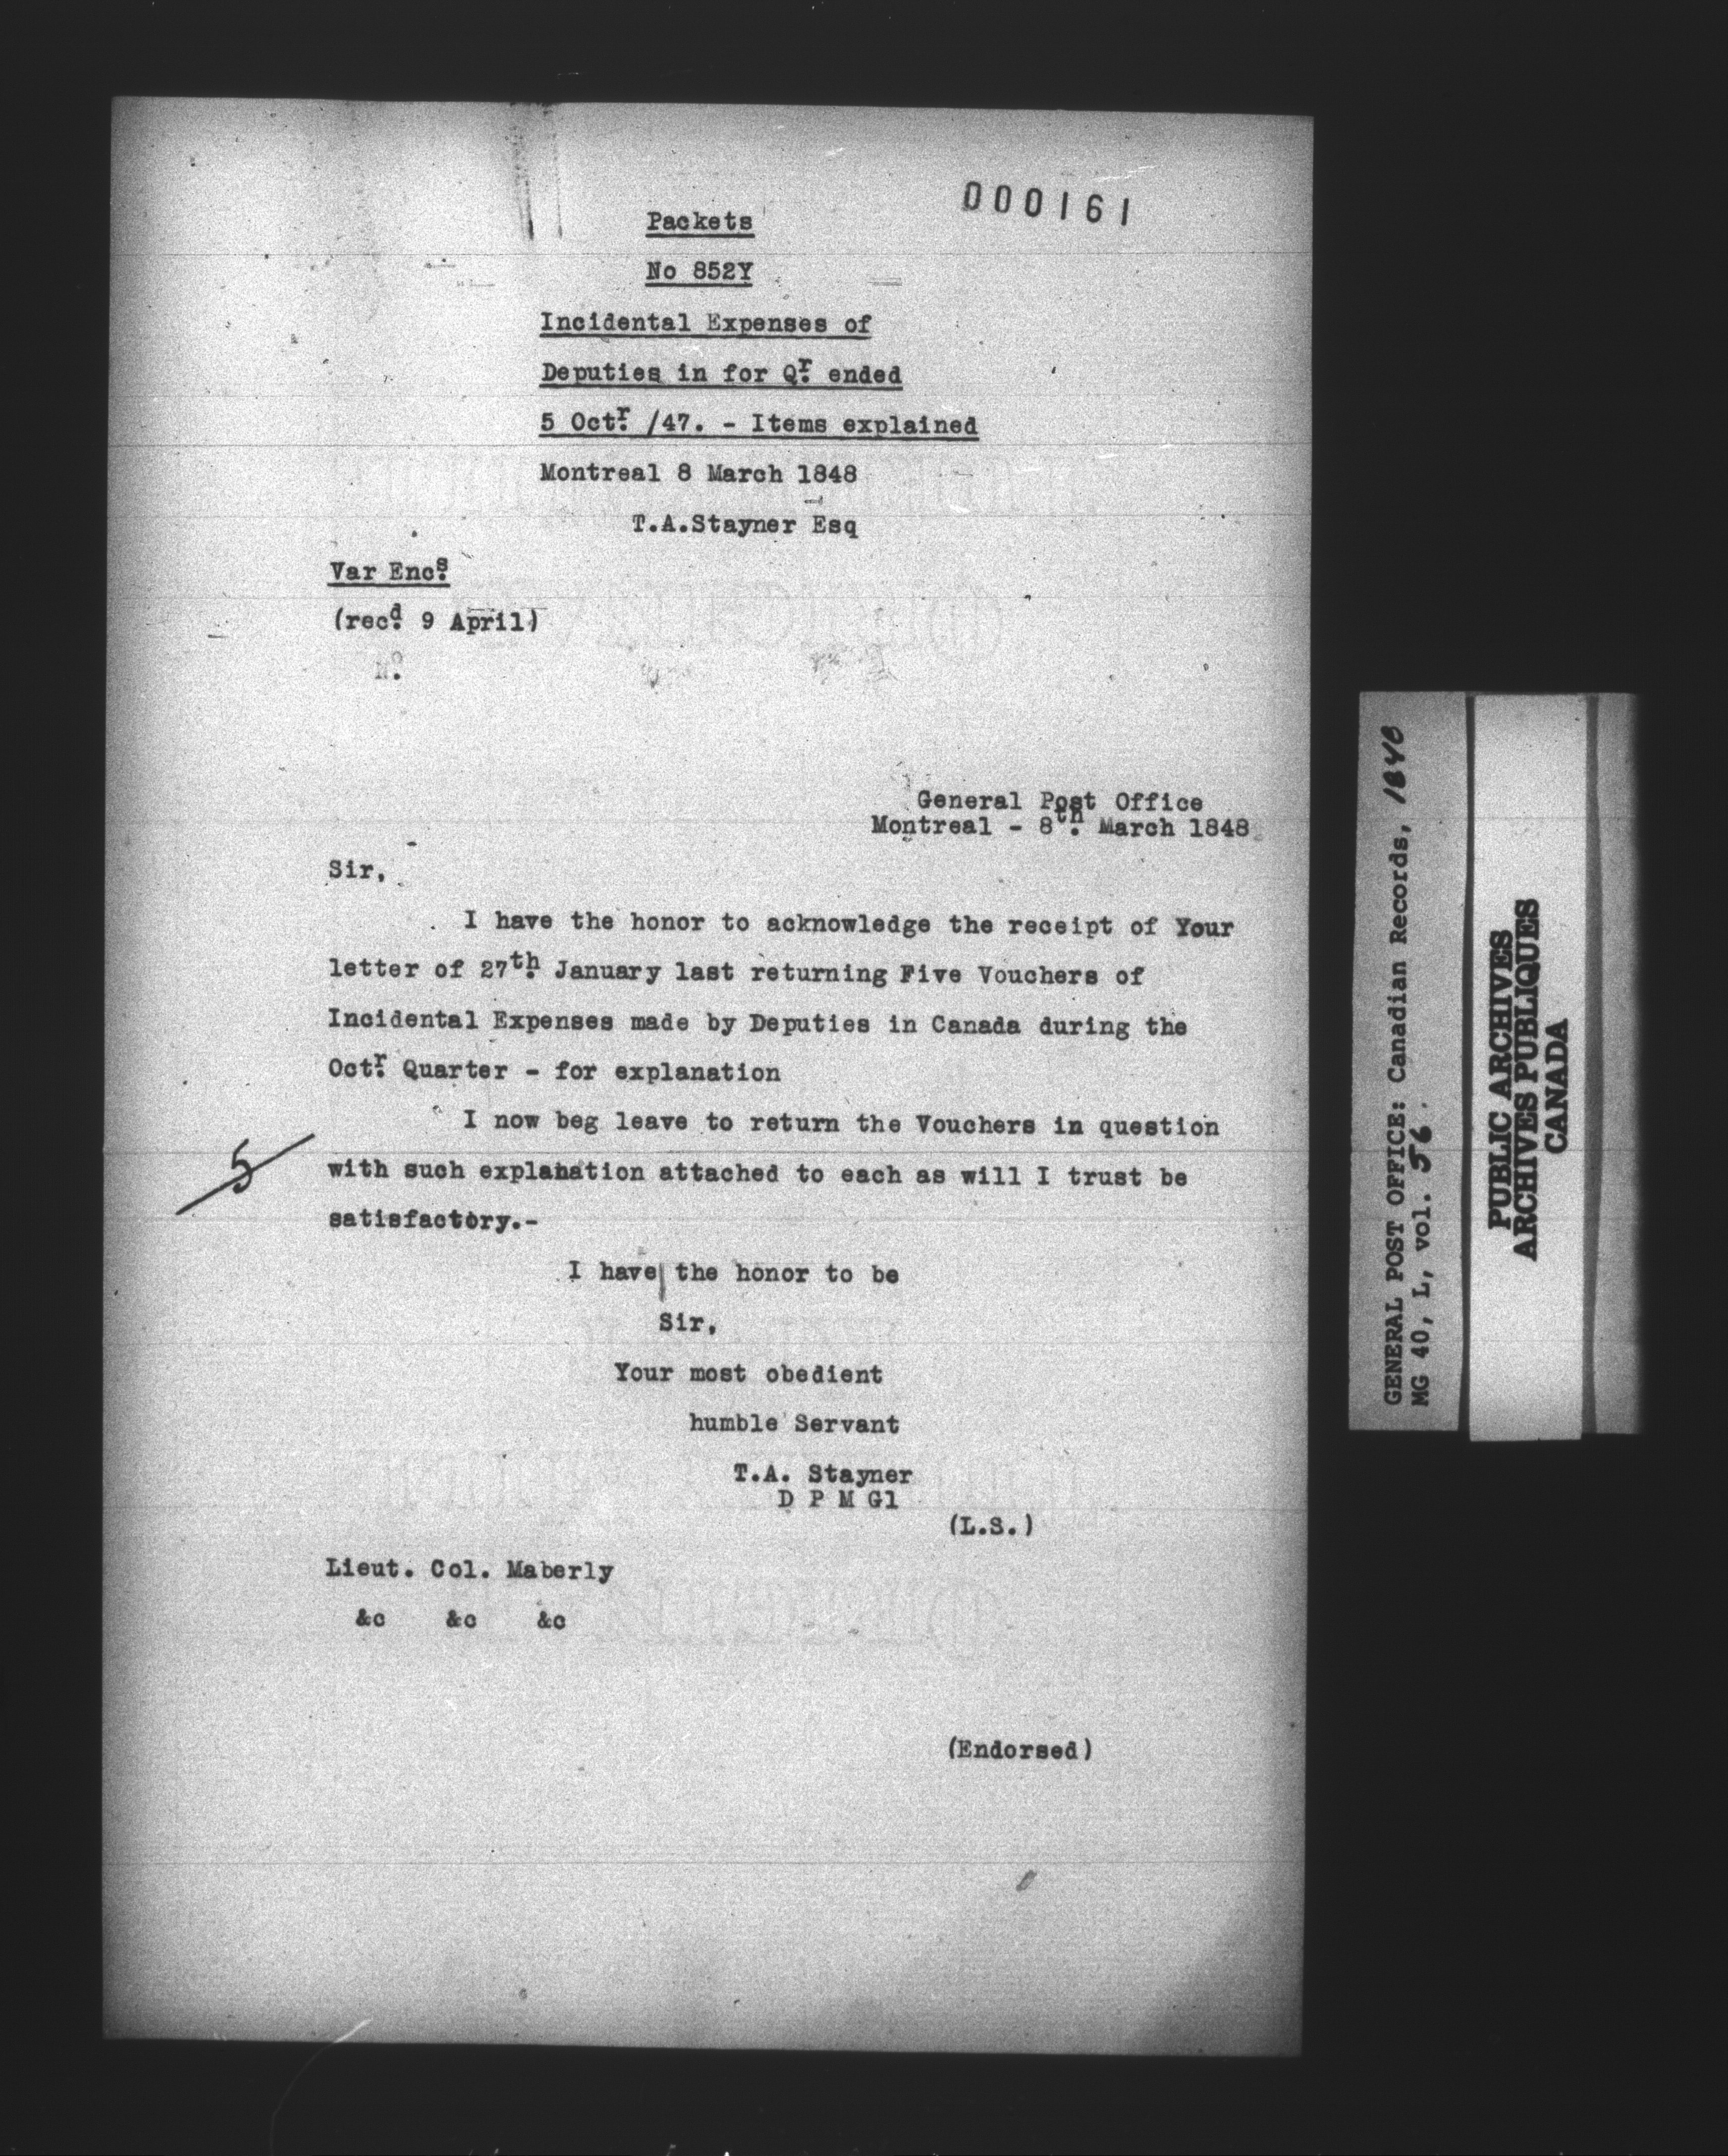 000161
Packets
No 852Y
Incidental Expenses of
Deputies in for Qr. ended
5 Octr. /47. - Items explained
Montreal 8 March 1848
T.A.Stayner Esq
Var Encs.
(recd. 9 April)
No.
General Post Office
Montreal - 8th. March 1848
Sir,
I have the honor to acknowledge the receipt of Your
letter of 27th. January last returning Five Vouchers of
Incidental Expenses made by Deputies in Canada during the
Octr. Quarter - for explanation
I now beg leave to return the Vouchers in question
5
with such explanation attached to each as will I trust be
satisfactory.-
I have the honor to be
Sir,
Your most obedient
humble Servant
T.A. Stayner
D P M Gl
(L.S.)
Lieut. Col. Maberly
&c &c &c
(Endorsed)
GENERAL POST OFFICE: Canadian Records, 1848
MG 40, L, vol. 56.
PUBLIC ARCHIVES
ARCHIVES PUBLIQUES
CANADA